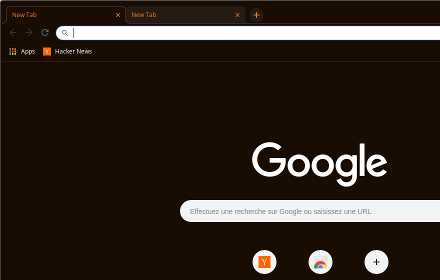 New Tab
New Tab
Apps
Hacker News
Google
Effectuez une recherche sur Google ou saisissez une URL